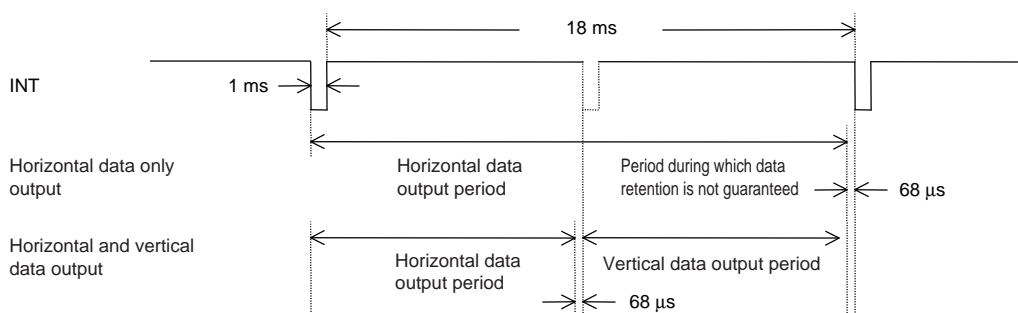 18 ms
INT
1 ms
Horizontal data only
output
Horizontal data
output period
Period during which data
retention is not guaranteed
68 μs
Horizontal and vertical
data output
Horizontal data
output period
Vertical data output period
68 μs